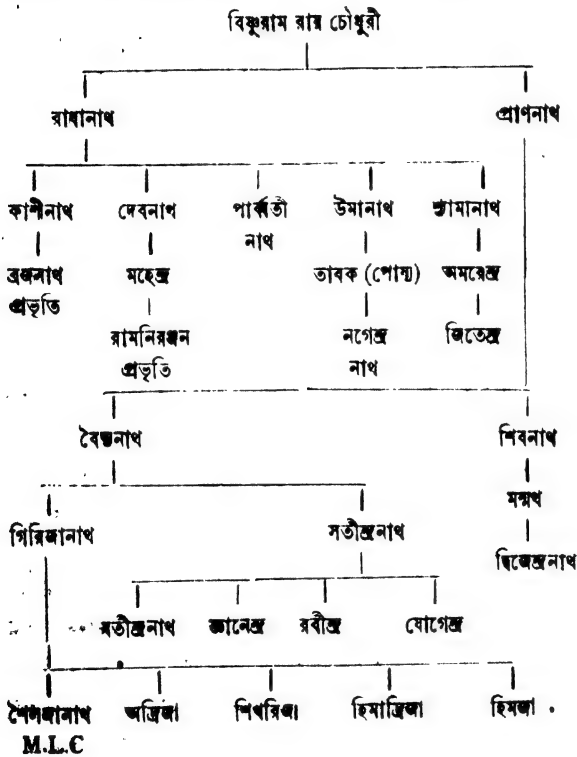 বিষ্ণুরাম রায় চৌধুরী
রাধানাথ প্রাণনাথ
কাশীনাথ দেবনাথ পার্ব্বতী উমানাথ শ্যামানাথ
নাথ
ব্রজনাথ মহেন্দ্র তাবক (পোষ্য) অমরেন্দ্র
প্রভৃতি
রামনিরঞ্জন নগেন্দ্র জিতেন্দ্র
প্রভৃতি নাথ
বৈদ্যনাথ শিবনাথ
মন্মথ
গিরিজানাথ সতীন্দ্রনাথ
দ্বিজেন্দ্রনাথ
যতীন্দ্রনাথ জ্ঞানেন্দ্র রবীন্দ্র যোগেন্দ্র
শৈলজানাথ অদ্রিজা শিখরিজা হিমাদ্রিজা হিমজা
M.L.C